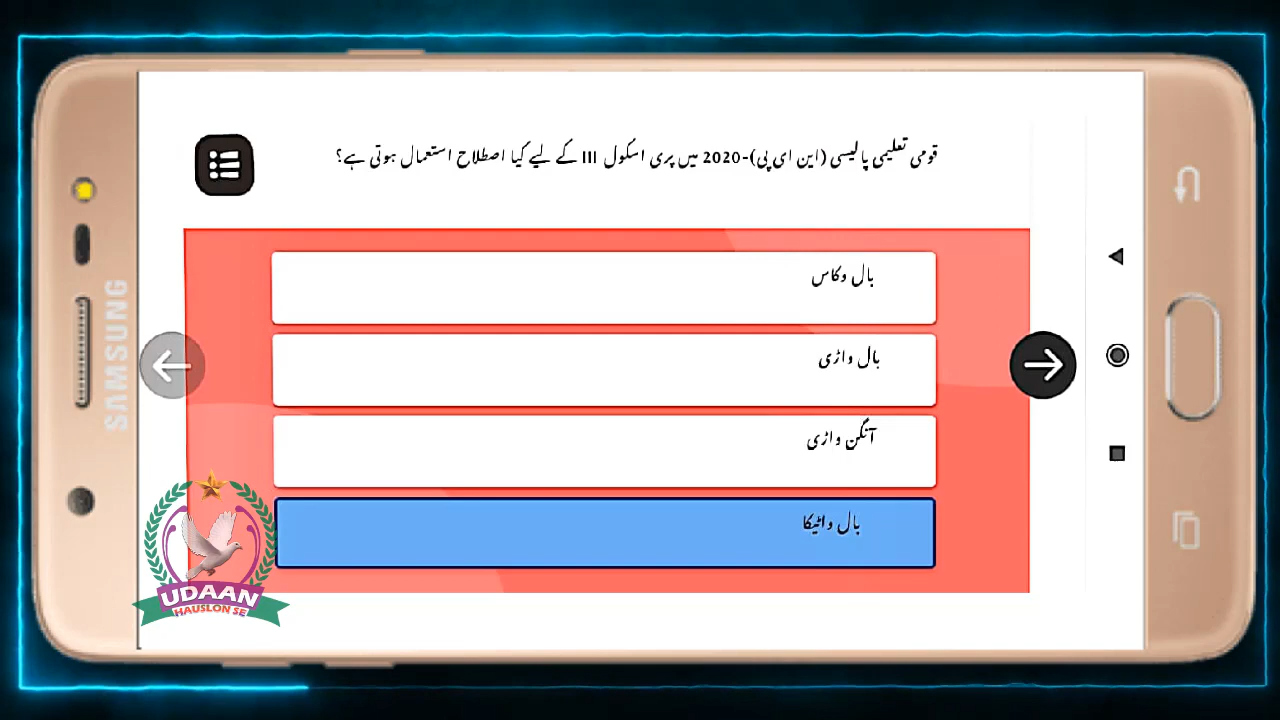 قومی تعلیمی پالیسی (این ای پی)-2020 میں پری اسکول III کے لیے کیا اصطلاح استعمال ہوتی ہے؟
بال وکاس
بال واڑی
آنگن واڑی
بال واٹیکا
SAMSUNG
UDAAN
HAUSLON SE